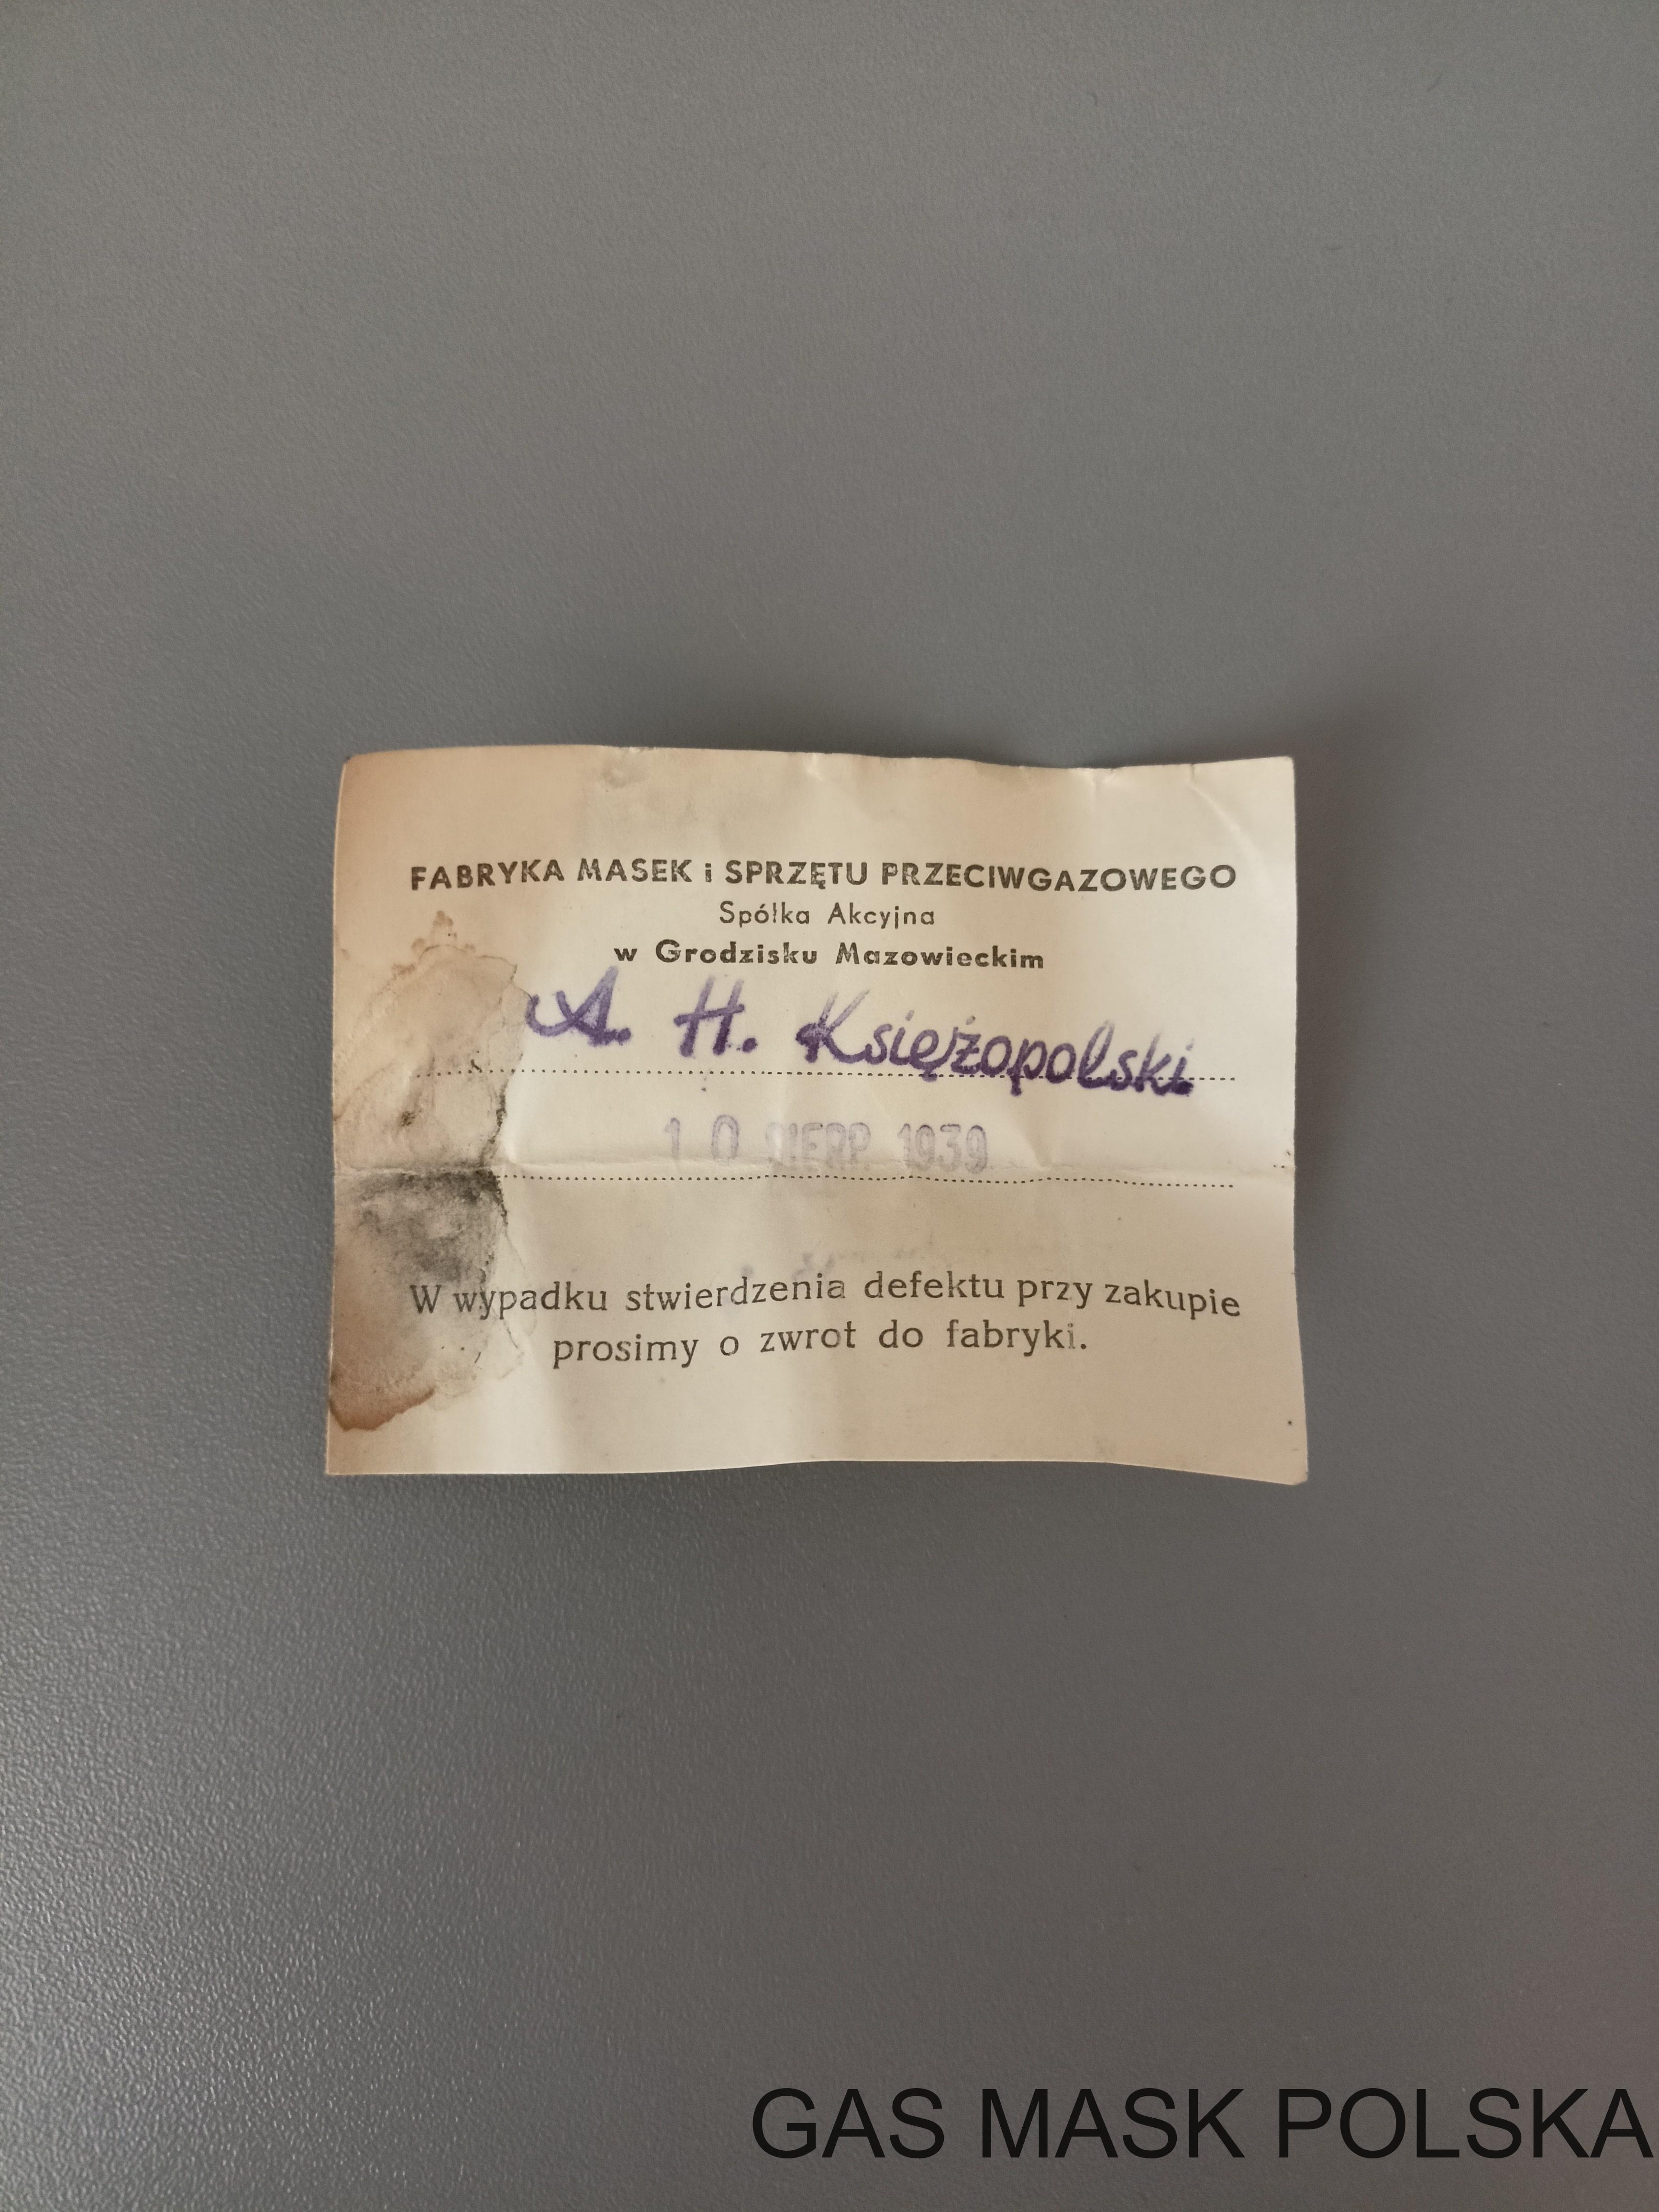 FABRYKA MASEK i SPRZĘTU PRZECIWGAZOWEGO
Spółka Akcyjna
w Grodzisku Mazowieckim
A. H. Księżopolski
10 SIERP 1939
W wypadku stwierdzenia defektu przy zakupie
prosimy o zwrot do fabryki.
GAS MASK POLSKA